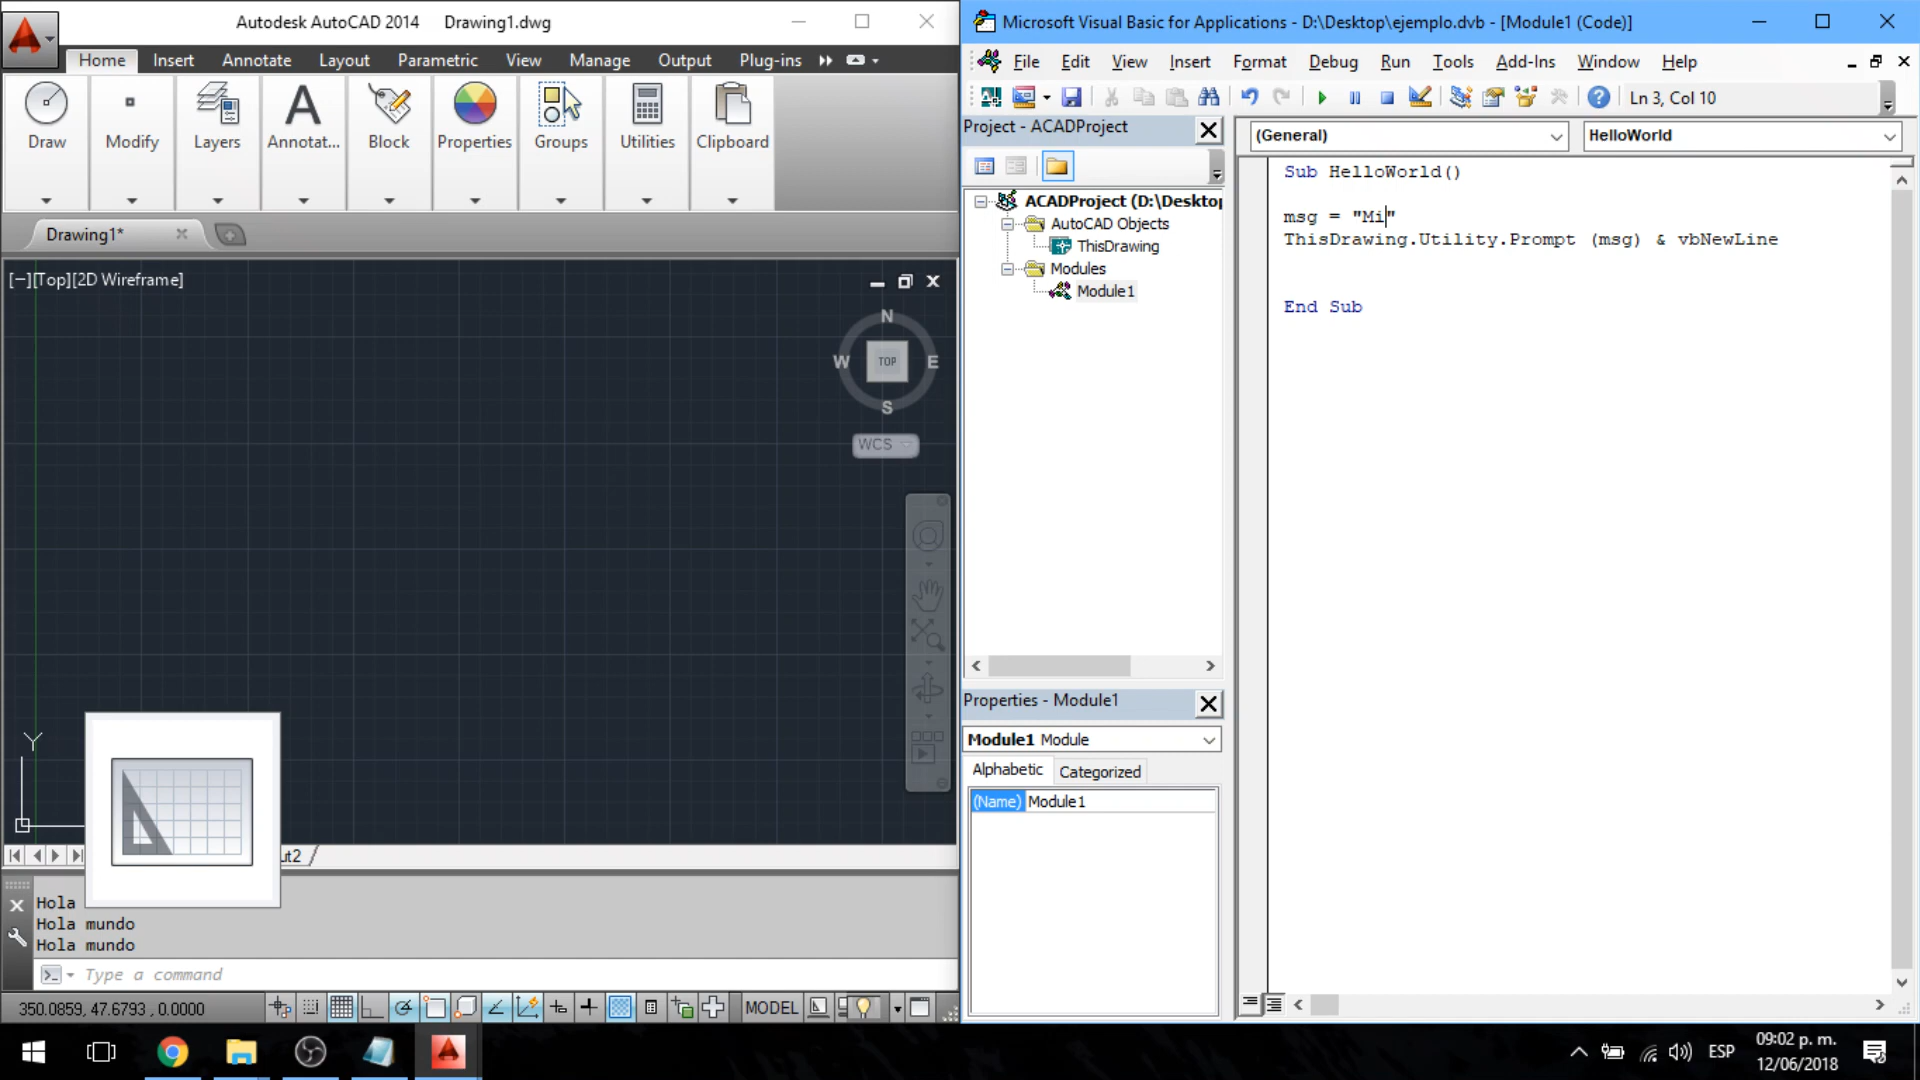 Autodesk AutoCAD 2014 Drawing1.dwg
Home Insert Annotate Layout Parametric View Manage Output Plug-ins
Draw Modify Layers Annotat... Block Properties Groups Utilities Clipboard
Drawing1*
[−][Top][2D Wireframe]
N
W TOP E
S
WCS
Y
ut2
Hola
Hola mundo
Hola mundo
Type a command
350.0859, 47.6793 , 0.0000 MODEL
Microsoft Visual Basic for Applications - D:\Desktop\ejemplo.dvb - [Module1 (Code)]
File Edit View Insert Format Debug Run Tools Add-Ins Window Help
Ln 3, Col 10
Project - ACADProject
ACADProject (D:\Desktop
AutoCAD Objects
ThisDrawing
Modules
Module1
Properties - Module1
Module1 Module
Alphabetic Categorized
(Name) Module1
(General) HelloWorld
Sub HelloWorld()
msg = "Mi"
ThisDrawing.Utility.Prompt (msg) & vbNewLine
End Sub
ESP
09:02 p. m.
12/06/2018